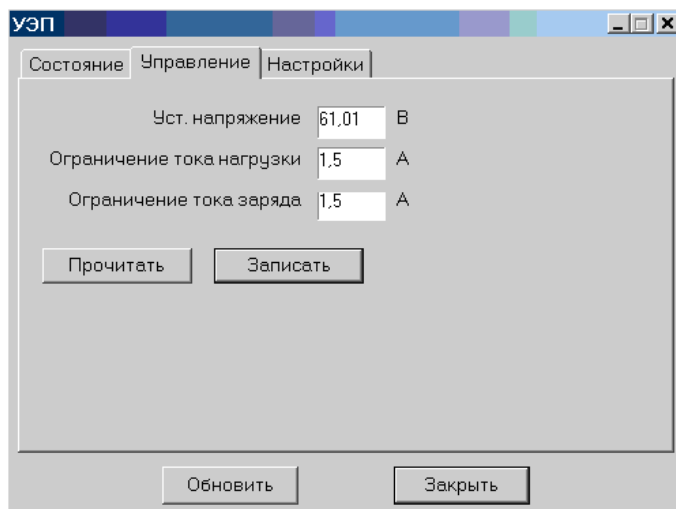 УЭП
Состояние Управление Настройки
Уст. напряжение 61,01 В
Ограничение тока нагрузки 1,5 А
Ограничение тока заряда 1,5 А
Прочитать Записать
Обновить Закрыть